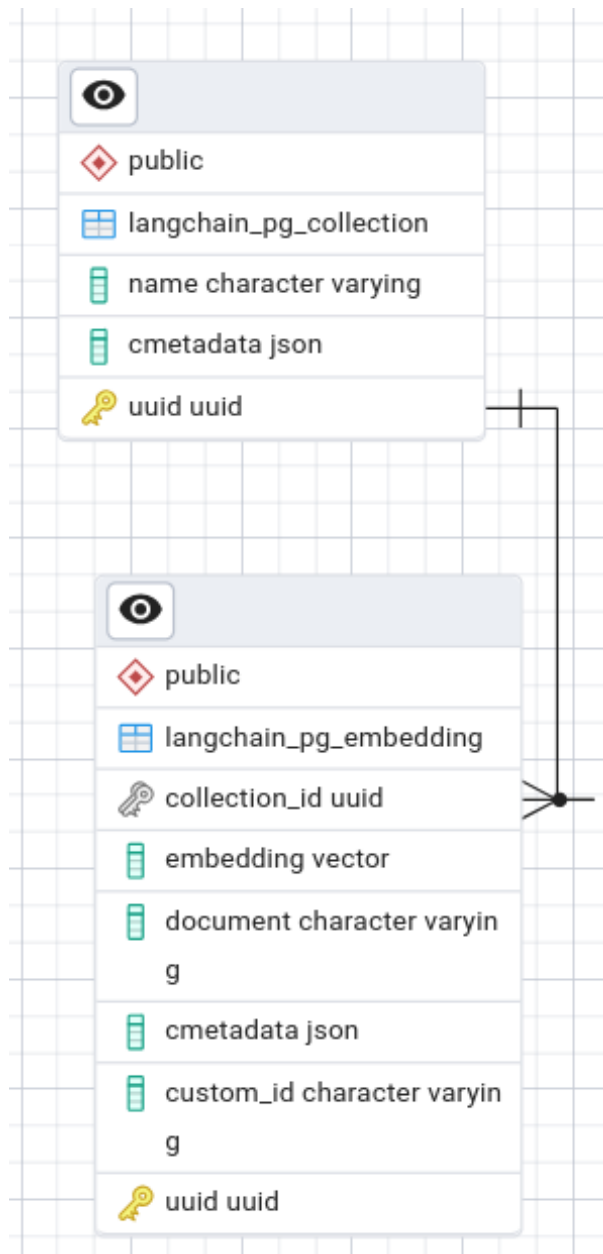 public
langchain_pg_collection
name character varying
cmetadata json
uuid uuid
public
langchain_pg_embedding
collection_id uuid
embedding vector
document character varyin
g
cmetadata json
custom_id character varyin
g
uuid uuid